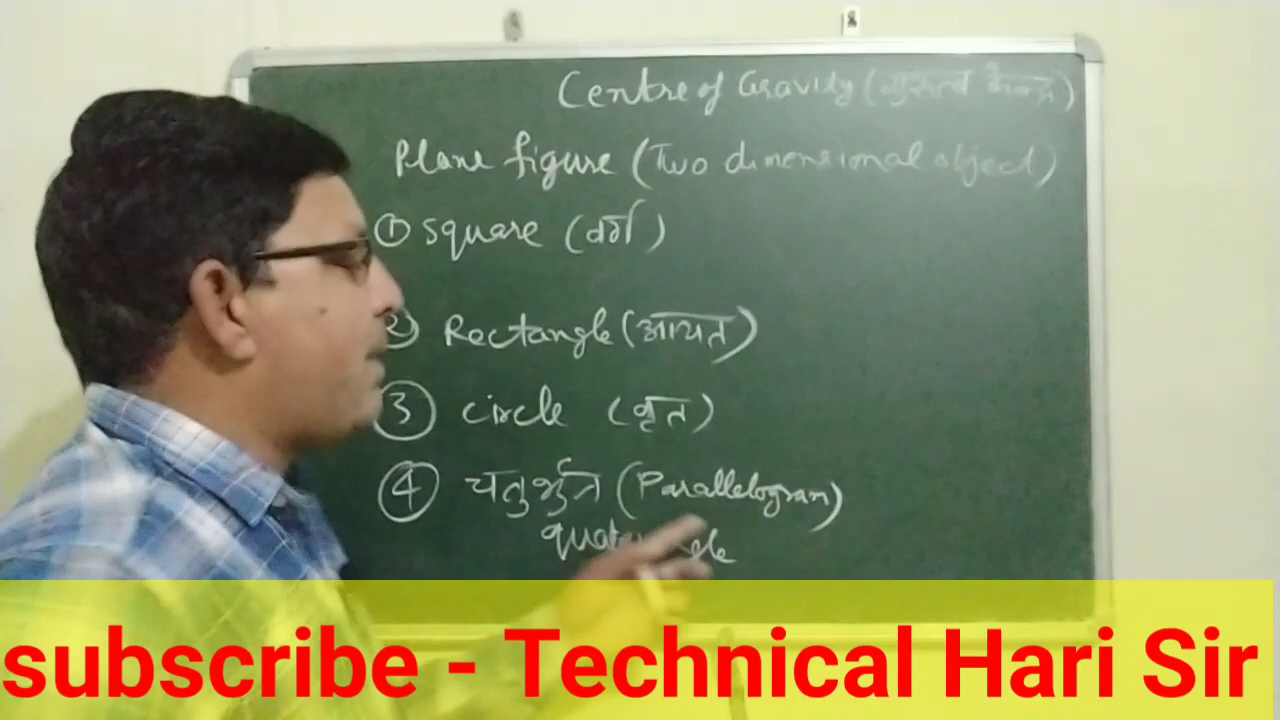 Centre of Gravity (गुरुत्व केन्द्र)
Plane figure (Two dimensional object)
① Square (वर्ग)
② Rectangle (आयत)
③ circle (वृत)
④ चतुर्भुज (Parallelogram)
subscribe - Technical Hari Sir